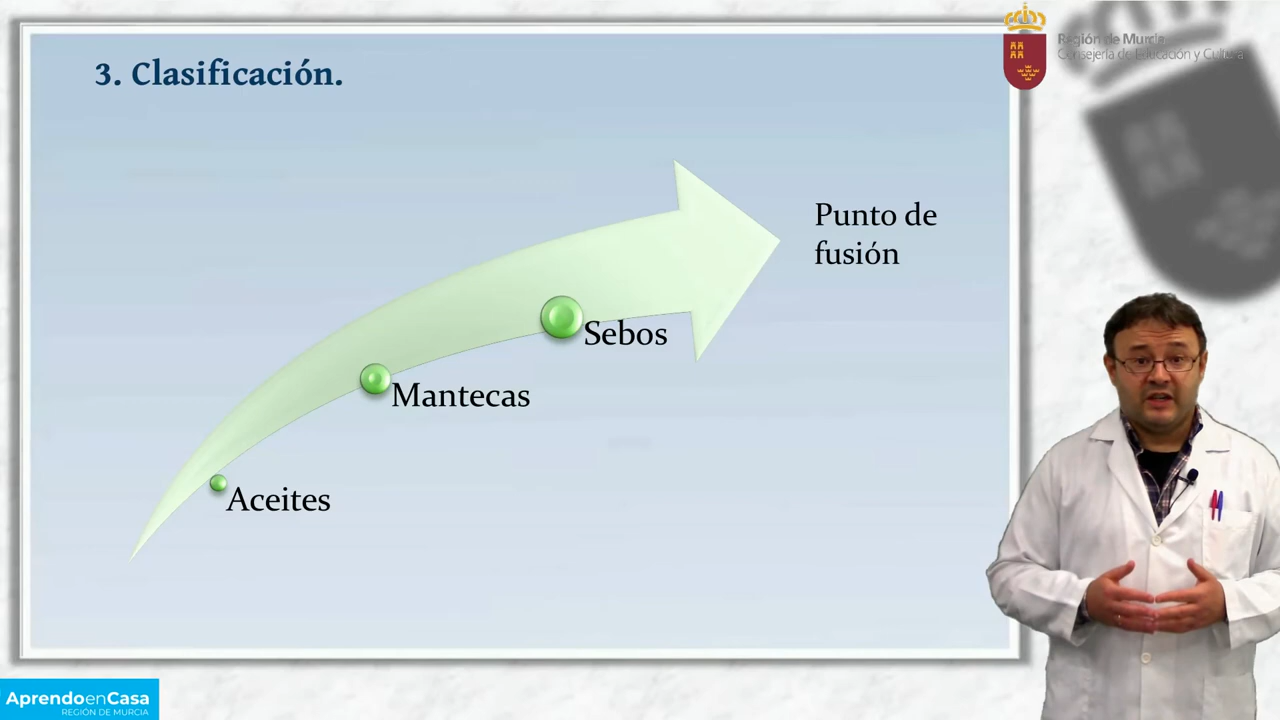 3. Clasificación.
Región de Murcia
Consejería de Educación y Cultura
Punto de
fusión
Sebos
Mantecas
Aceites
AprendoenCasa
REGIÓN DE MURCIA